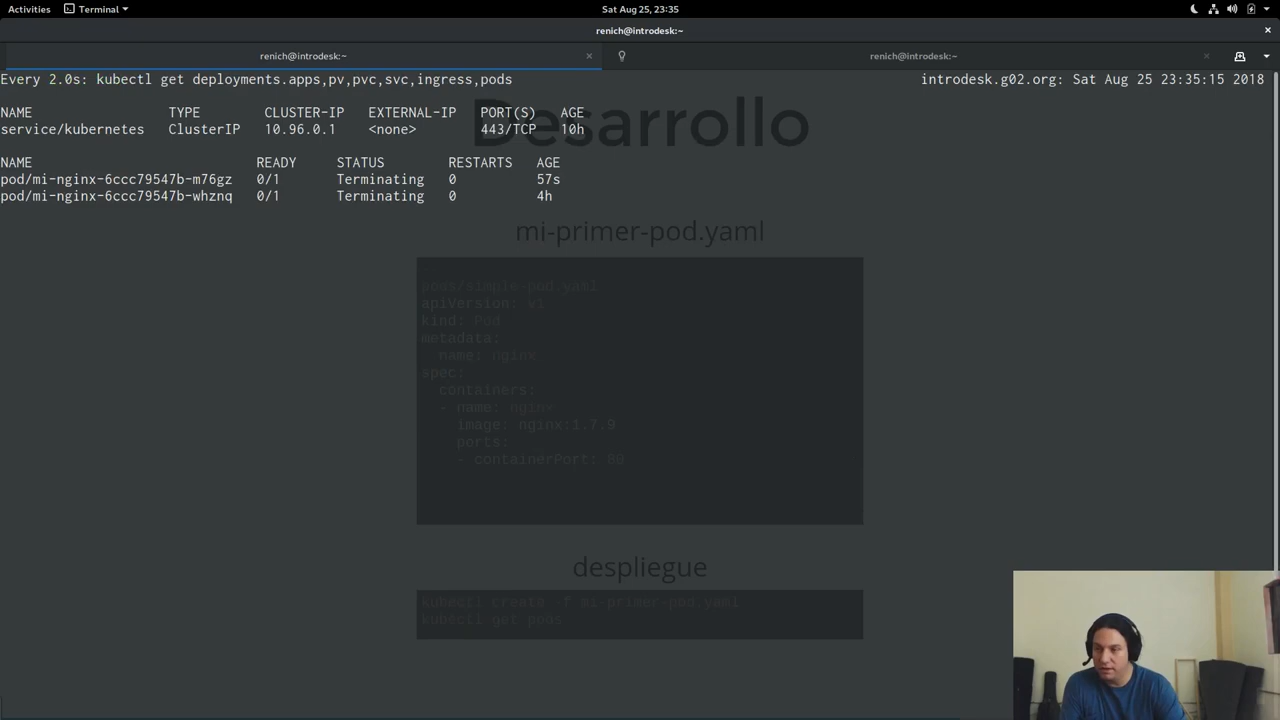 Activities Terminal Sat Aug 25, 23:35
renich@introdesk:~
renich@introdesk:~ renich@introdesk:~
Every 2.0s: kubectl get deployments.apps,pv,pvc,svc,ingress,pods introdesk.g02.org: Sat Aug 25 23:35:15 2018
NAME TYPE CLUSTER-IP EXTERNAL-IP PORT(S) AGE
service/kubernetes ClusterIP 10.96.0.1 <none> 443/TCP 10h
Desarrollo
NAME READY STATUS RESTARTS AGE
pod/mi-nginx-6ccc79547b-m76gz 0/1 Terminating 0 57s
pod/mi-nginx-6ccc79547b-whznq 0/1 Terminating 0 4h
mi-primer-pod.yaml
pods/simple-pod.yaml
apiVersion: v1
kind: Pod
metadata:
name: nginx
spec:
containers:
- name: nginx
image: nginx:1.7.9
ports:
- containerPort: 80
despliegue
kubectl create -f mi-primer-pod.yaml
kubectl get pods